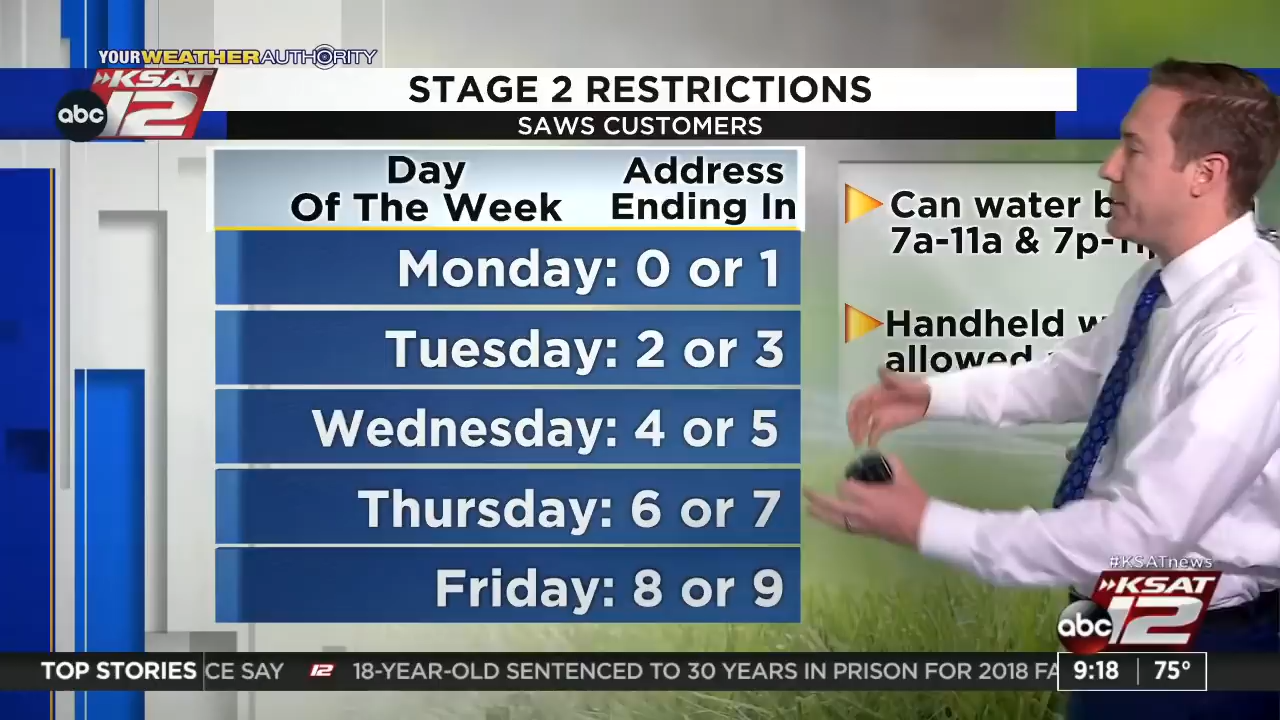 YOURWEATHERAUTHORITY
KSAT
abc 12
STAGE 2 RESTRICTIONS
SAWS CUSTOMERS
Day
Of The Week
Address
Ending In
Monday: 0 or 1
Tuesday: 2 or 3
Wednesday: 4 or 5
Thursday: 6 or 7
Friday: 8 or 9
Can water
7a-11a & 7p-
Handheld
allowed
#KSATnews
KSAT
abc 12
TOP STORIES CE SAY 12 18-YEAR-OLD SENTENCED TO 30 YEARS IN PRISON FOR 2018 9:18 75°